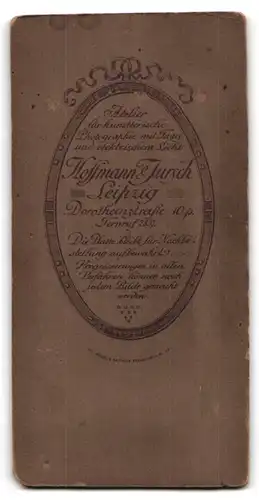 Atelier
für künstlerische
Photographie mit Tages
und elektrischem Licht
Hoffmann & Jursch
Leipzig
Dorotheenstraße 10 p.
Fernruf
Die Platte bleibt für Nachbe-
stellung aufbewahrt.
Vergrösserungen in allen
Verfahren können nach
jedem Bilde gemacht
werden